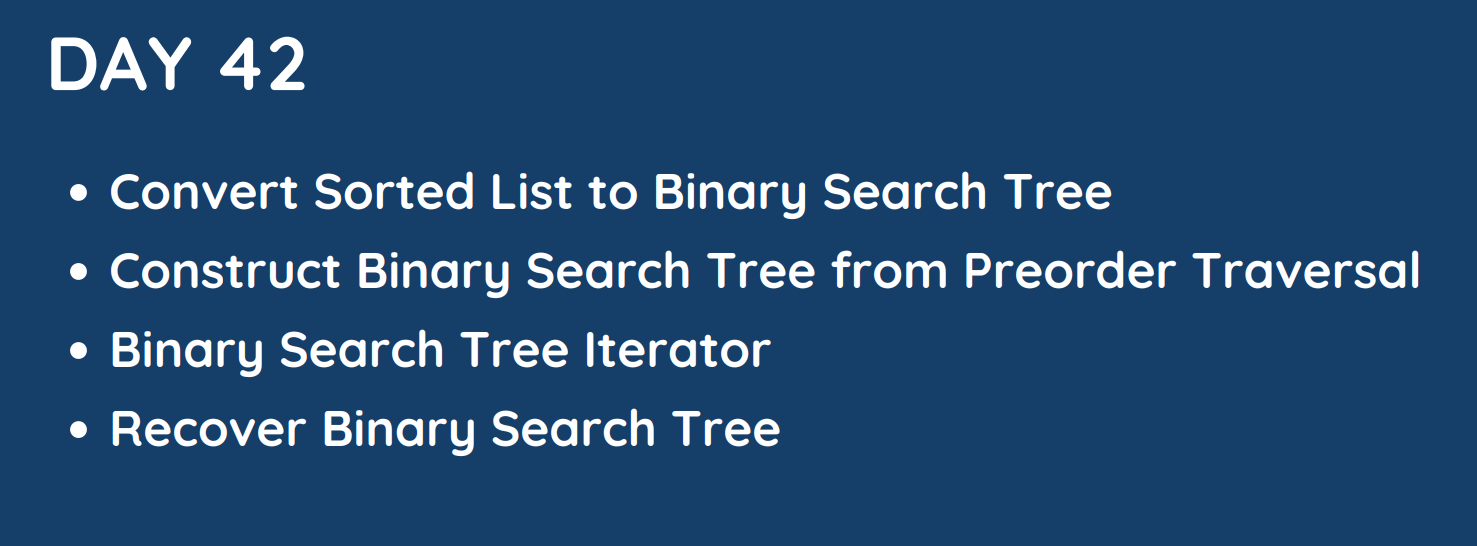 DAY 42
• Convert Sorted List to Binary Search Tree
• Construct Binary Search Tree from Preorder Traversal
• Binary Search Tree Iterator
• Recover Binary Search Tree